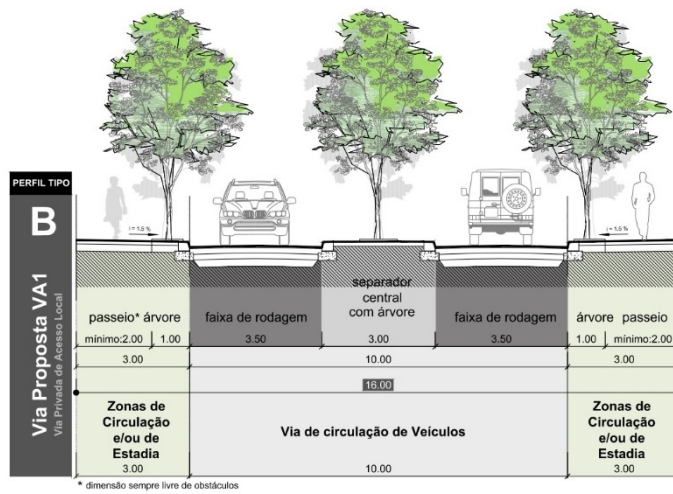 PERFIL TIPO
B
Via Proposta VA1
Via Privada de Acesso Local
i = 1,5 %
i = 1,5 %
passeio* árvore
faixa de rodagem
separador
central
com árvore
faixa de rodagem
árvore passeio
mínimo:2.00 1.00 3.50 3.00 3.50 1.00 mínimo:2.00
3.00 10.00 3.00
16.00
Zonas de
Circulação
e/ou de
Estadia
Via de circulação de Veículos
Zonas de
Circulação
e/ou de
Estadia
3.00 10.00 3.00
* dimensão sempre livre de obstáculos